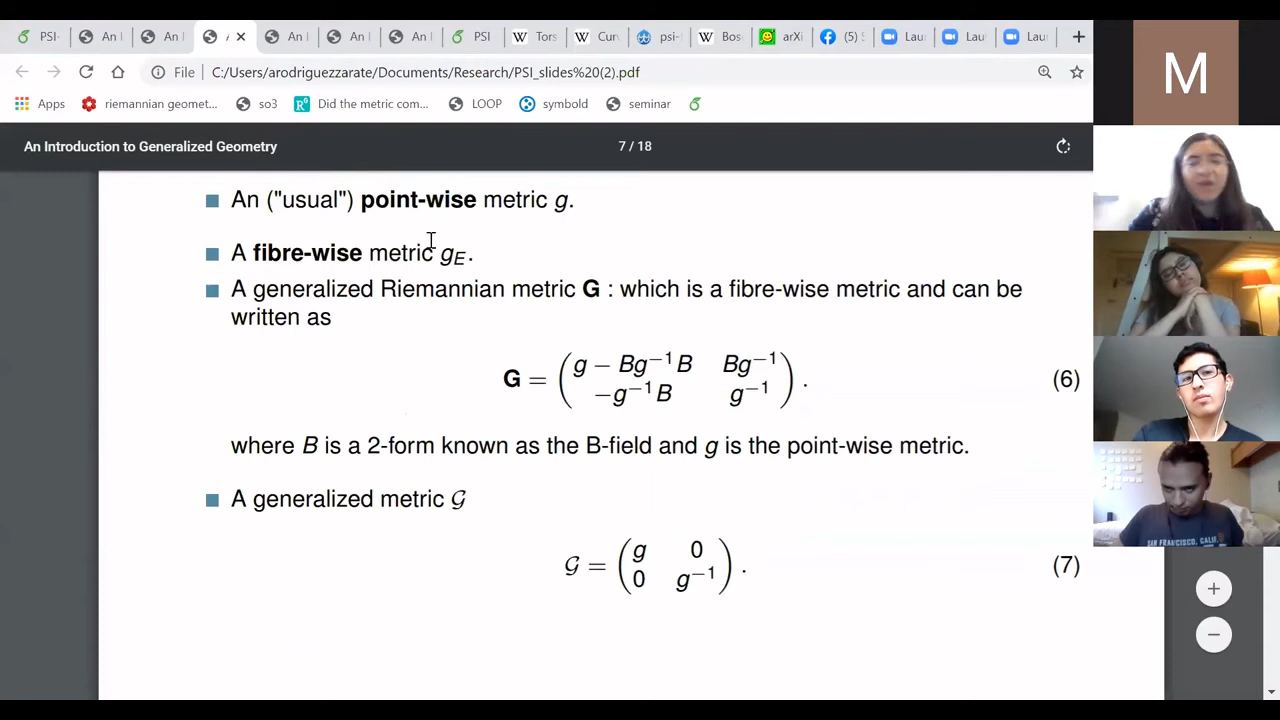 PSI- An I An I A An I An I An I PSI Tors Cur psi- Bos arXi (5) S Lau Lau Lau
File C:/Users/arodriguezzarate/Documents/Research/PSI_slides%20(2).pdf
Apps riemannian geomet... so3 Did the metric com... LOOP symbold seminar
An Introduction to Generalized Geometry 7 / 18
An ("usual") point-wise metric g.
A fibre-wise metric g_E.
A generalized Riemannian metric G : which is a fibre-wise metric and can be
written as
G = ( g − Bg⁻¹B Bg⁻¹
−g⁻¹B g⁻¹ ) . (6)
where B is a 2-form known as the B-field and g is the point-wise metric.
A generalized metric 𝒢
𝒢 = ( g 0
0 g⁻¹ ) . (7)
M
SAN FRANCISCO, CALIF.